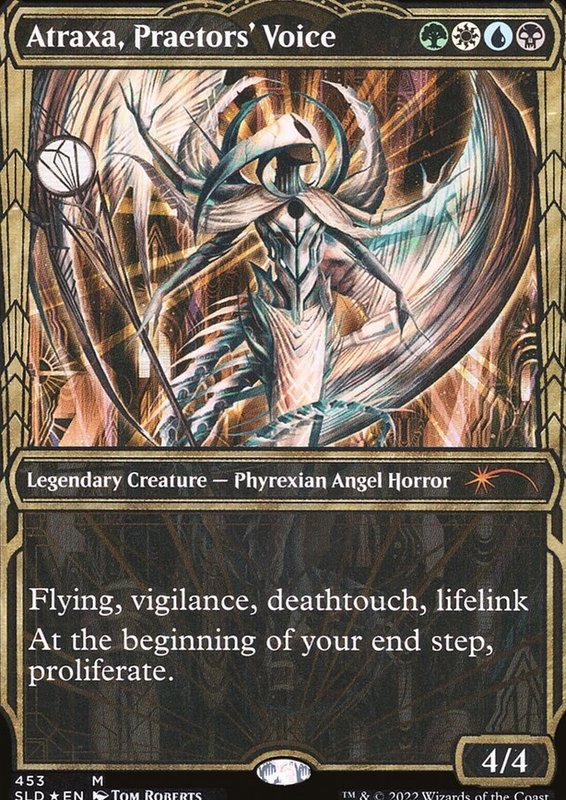 Atraxa, Praetors' Voice
Legendary Creature — Phyrexian Angel Horror
Flying, vigilance, deathtouch, lifelink
At the beginning of your end step,
proliferate.
4/4
453 M
SLD ★ EN Tom Roberts
™ & © 2022 Wizards of the Coast